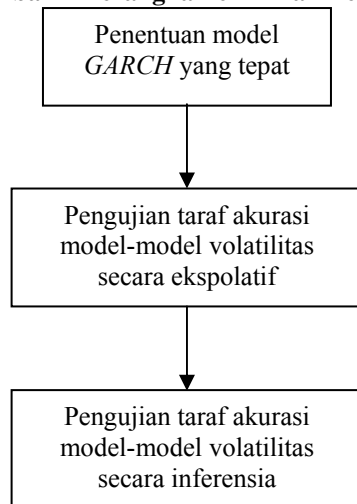 Penentuan model
GARCH yang tepat
Pengujian taraf akurasi
model-model volatilitas
secara ekspolatif
Pengujian taraf akurasi
model-model volatilitas
secara inferensia